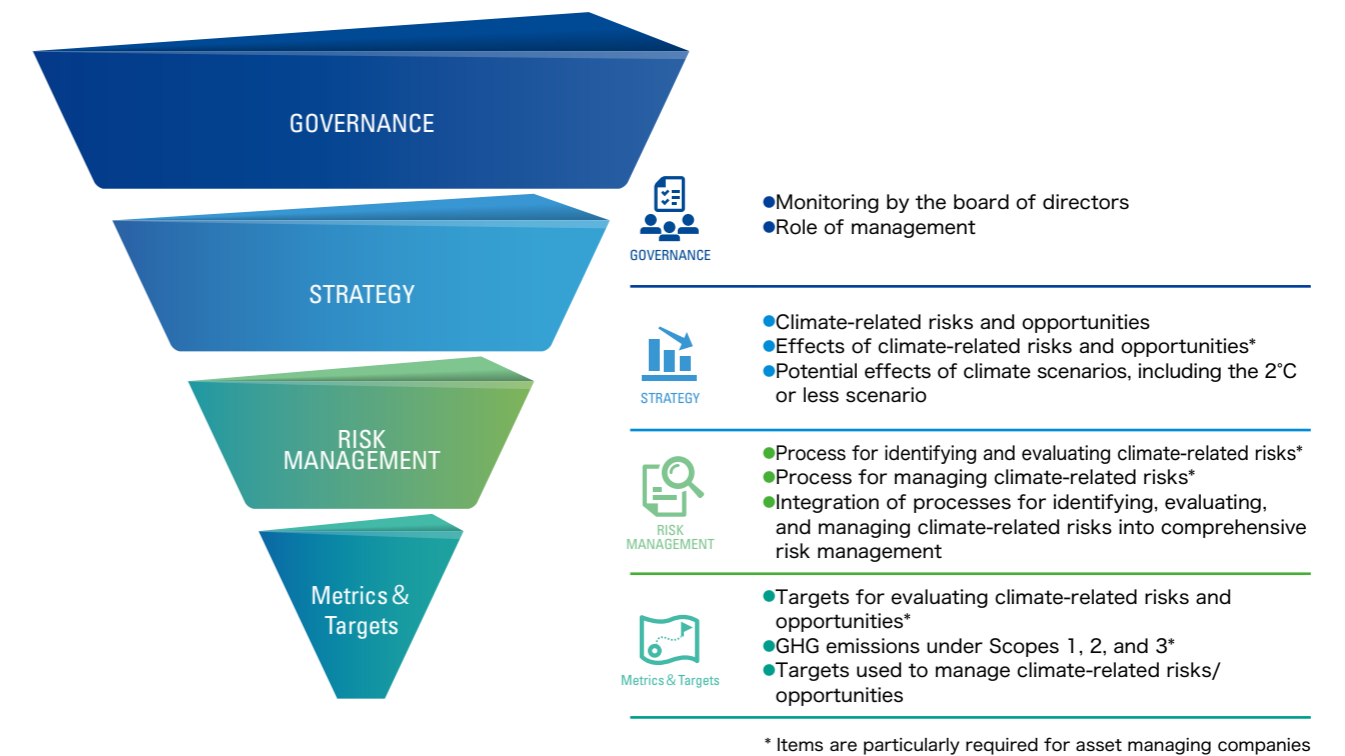 GOVERNANCE
STRATEGY
RISK
MANAGEMENT
Metrics &
Targets
GOVERNANCE
●Monitoring by the board of directors
●Role of management
STRATEGY
●Climate-related risks and opportunities
●Effects of climate-related risks and opportunities*
●Potential effects of climate scenarios, including the 2°C
or less scenario
RISK
MANAGEMENT
●Process for identifying and evaluating climate-related risks*
●Process for managing climate-related risks*
●Integration of processes for identifying, evaluating,
and managing climate-related risks into comprehensive
risk management
Metrics & Targets
●Targets for evaluating climate-related risks and
opportunities*
●GHG emissions under Scopes 1, 2, and 3*
●Targets used to manage climate-related risks/
opportunities
* Items are particularly required for asset managing companies